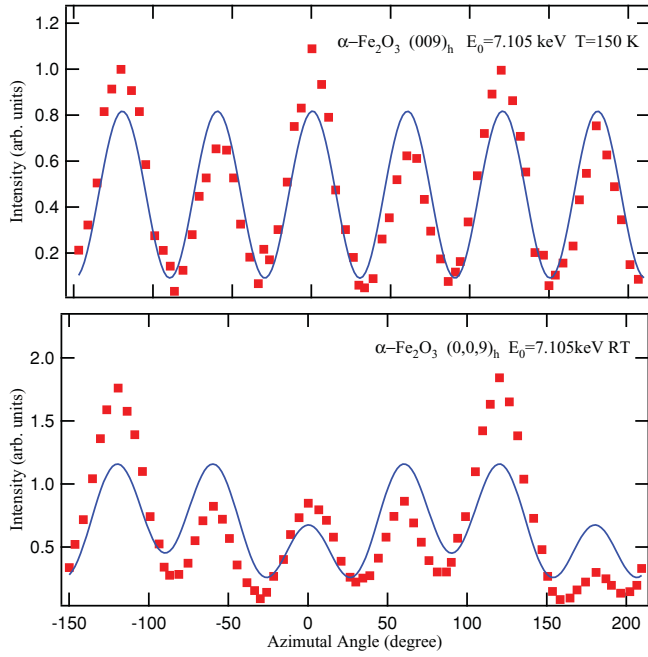 1.2
α–Fe₂O₃ (009)ₕ E₀=7.105 keV T=150 K
1.0
0.8
0.6
0.4
0.2
Intensity (arb. units)
α–Fe₂O₃ (0,0,9)ₕ E₀=7.105keV RT
2.0
1.5
1.0
0.5
Intensity (arb. units)
-150 -100 -50 0 50 100 150 200
Azimutal Angle (degree)